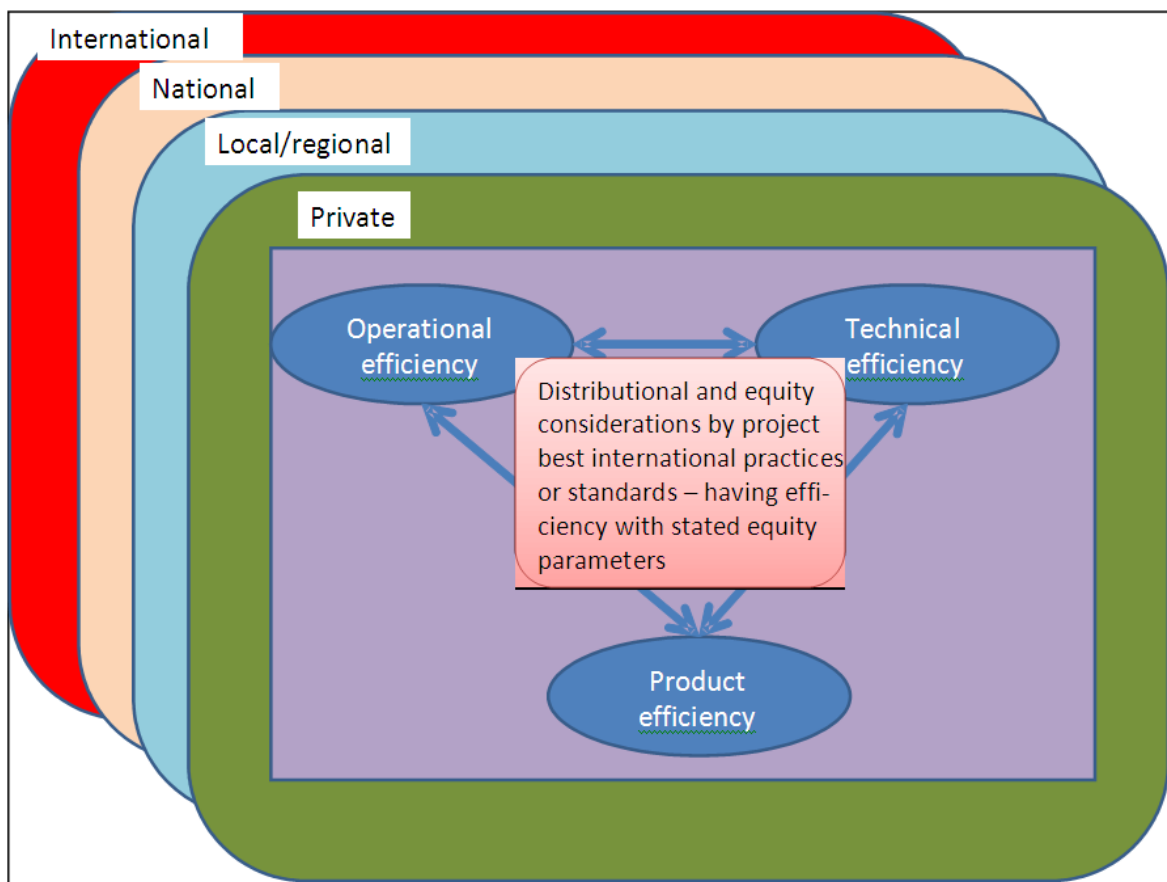 International
National
Local/regional
Private
Operational
efficiency
Technical
efficiency
Distributional and equity
considerations by project
best international practices
or standards – having effi-
ciency with stated equity
parameters
Product
efficiency